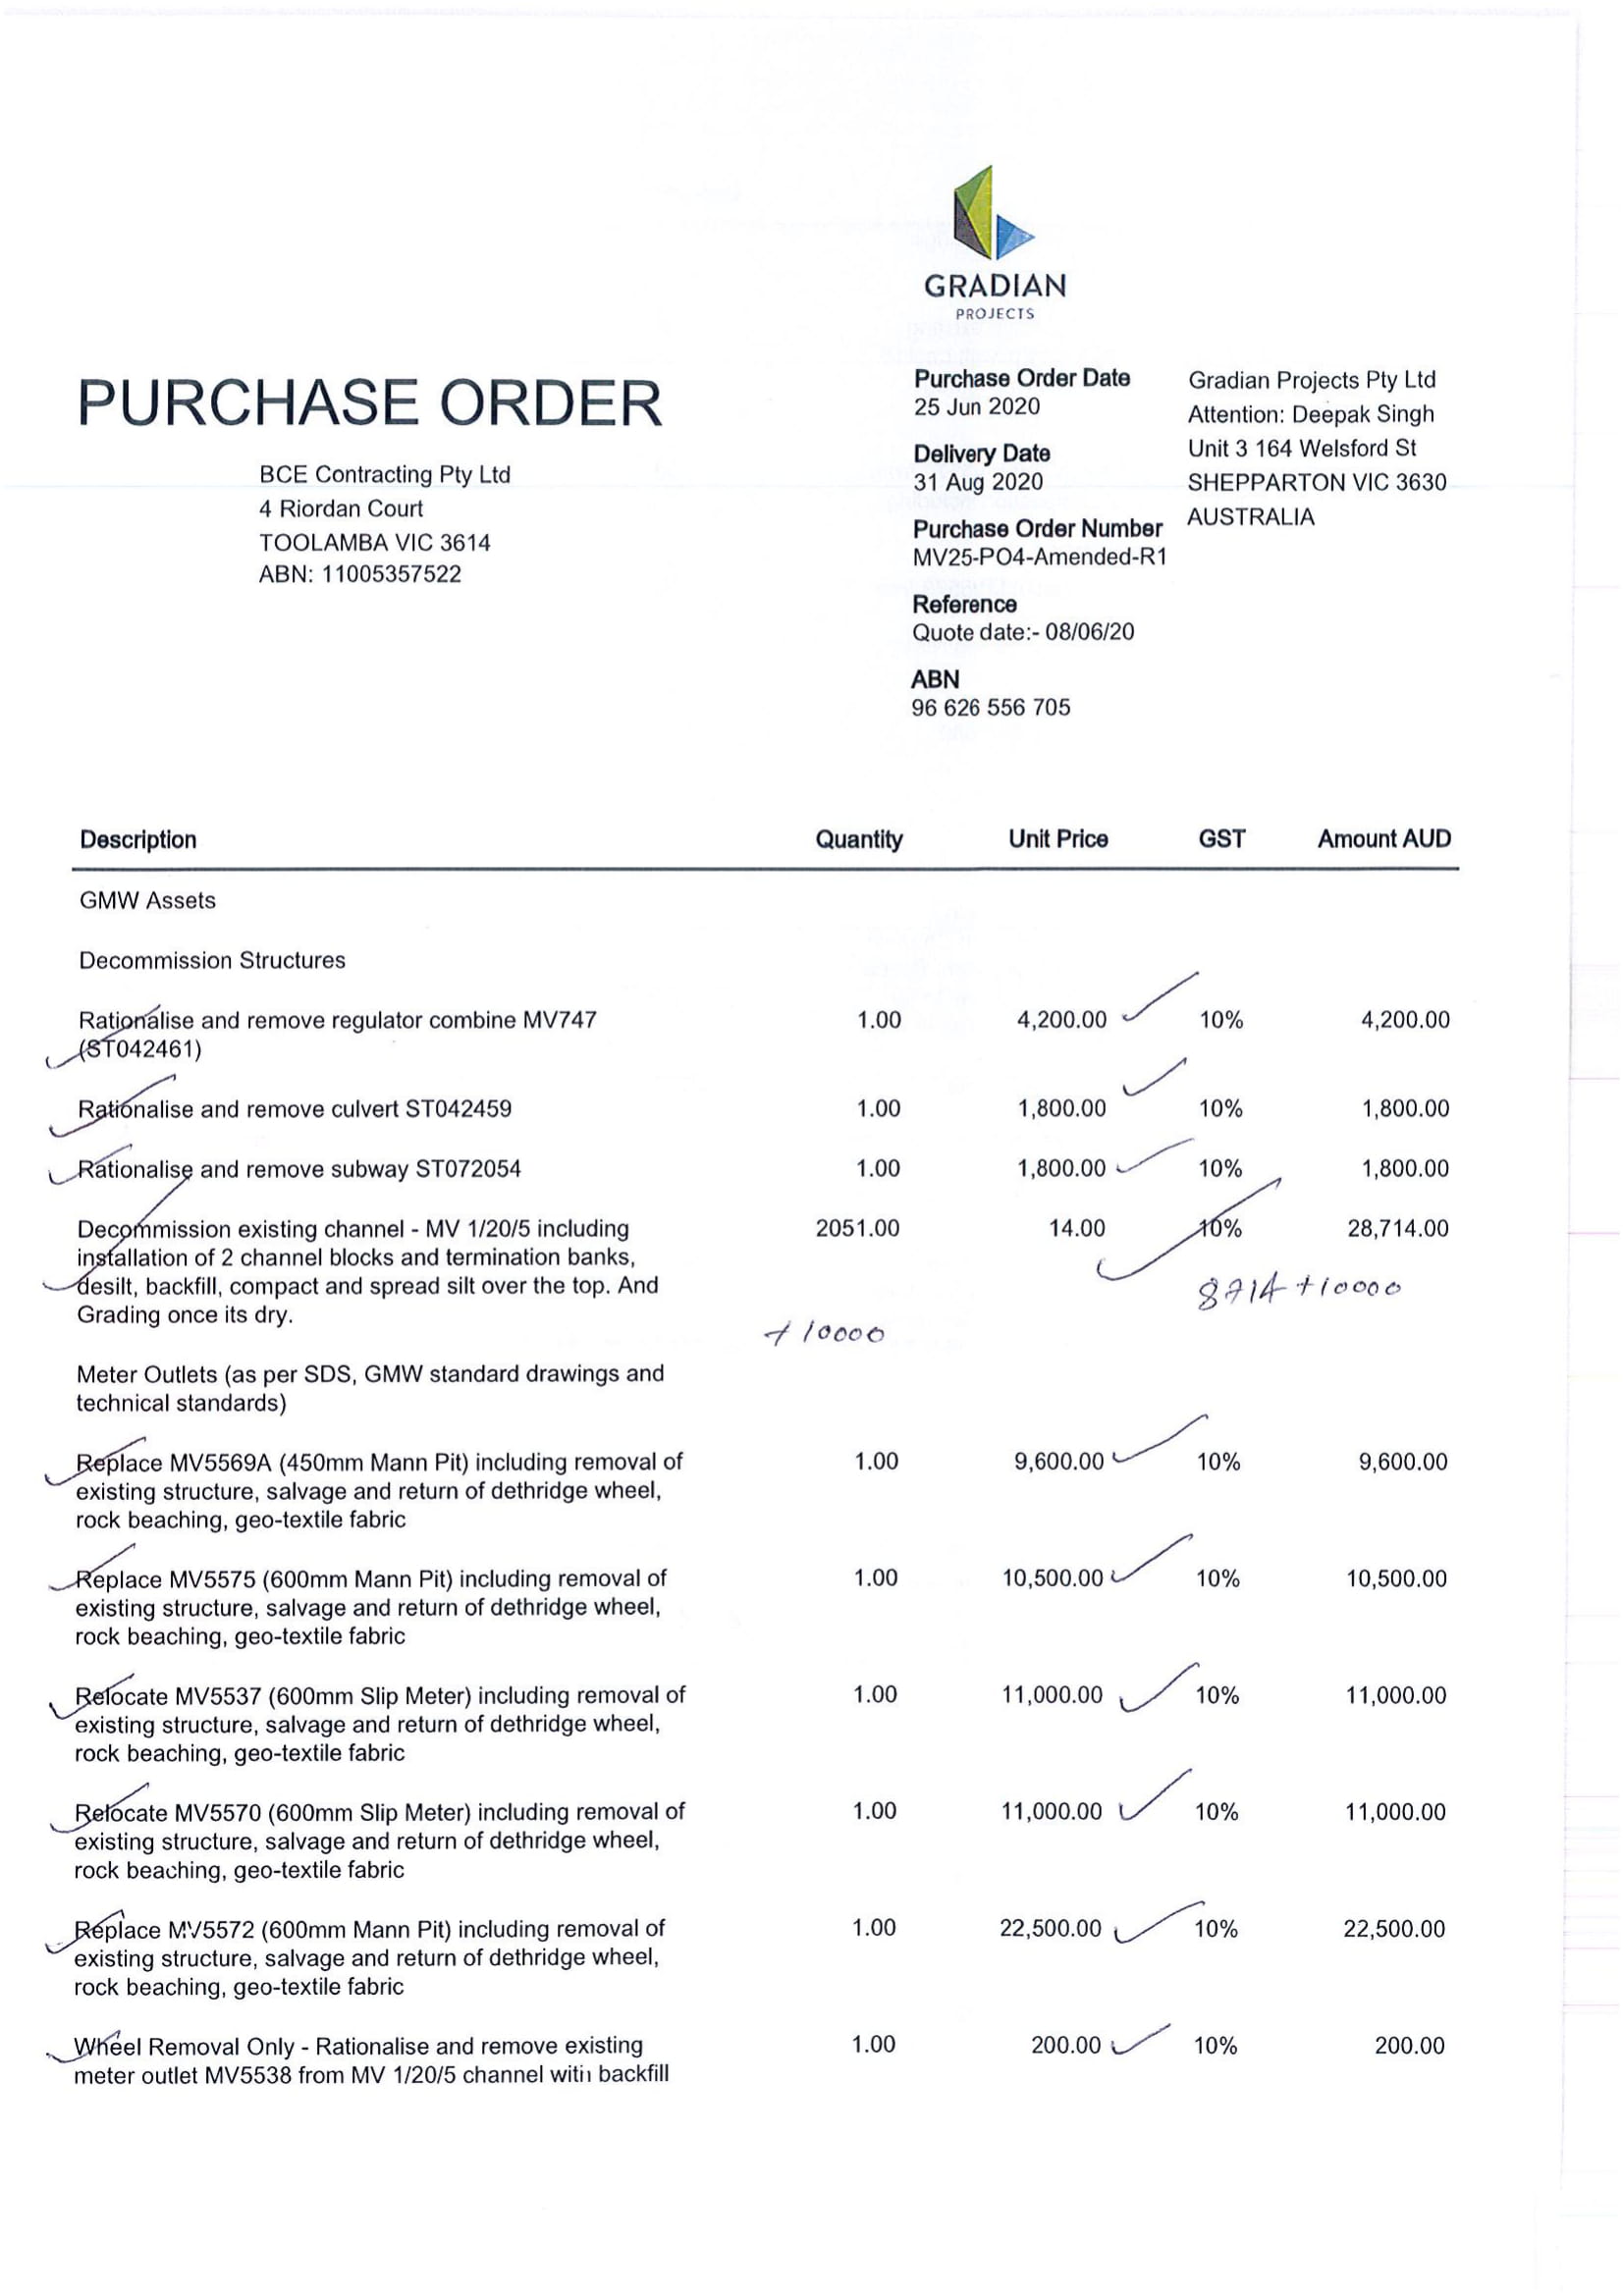 GRADIAN
PROJECTS
PURCHASE ORDER
BCE Contracting Pty Ltd
4 Riordan Court
TOOLAMBA VIC 3614
ABN: 11005357522
Purchase Order Date
25 Jun 2020
Delivery Date
31 Aug 2020
Purchase Order Number
MV25-PO4-Amended-R1
Reference
Quote date:- 08/06/20
ABN
96 626 556 705
Gradian Projects Pty Ltd
Attention: Deepak Singh
Unit 3 164 Welsford St
SHEPPARTON VIC 3630
AUSTRALIA
Description Quantity Unit Price GST Amount AUD
GMW Assets
Decommission Structures
Rationalise and remove regulator combine MV747 1.00 4,200.00 10% 4,200.00
(ST042461)
Rationalise and remove culvert ST042459 1.00 1,800.00 10% 1,800.00
Rationalise and remove subway ST072054 1.00 1,800.00 10% 1,800.00
Decommission existing channel - MV 1/20/5 including 2051.00 14.00 10% 28,714.00
installation of 2 channel blocks and termination banks,
desilt, backfill, compact and spread silt over the top. And
8714 + 10000
Grading once its dry.
+ 10000
Meter Outlets (as per SDS, GMW standard drawings and
technical standards)
Replace MV5569A (450mm Mann Pit) including removal of 1.00 9,600.00 10% 9,600.00
existing structure, salvage and return of dethridge wheel,
rock beaching, geo-textile fabric
Replace MV5575 (600mm Mann Pit) including removal of 1.00 10,500.00 10% 10,500.00
existing structure, salvage and return of dethridge wheel,
rock beaching, geo-textile fabric
Relocate MV5537 (600mm Slip Meter) including removal of 1.00 11,000.00 10% 11,000.00
existing structure, salvage and return of dethridge wheel,
rock beaching, geo-textile fabric
Relocate MV5570 (600mm Slip Meter) including removal of 1.00 11,000.00 10% 11,000.00
existing structure, salvage and return of dethridge wheel,
rock beaching, geo-textile fabric
Replace MV5572 (600mm Mann Pit) including removal of 1.00 22,500.00 10% 22,500.00
existing structure, salvage and return of dethridge wheel,
rock beaching, geo-textile fabric
Wheel Removal Only - Rationalise and remove existing 1.00 200.00 10% 200.00
meter outlet MV5538 from MV 1/20/5 channel with backfill